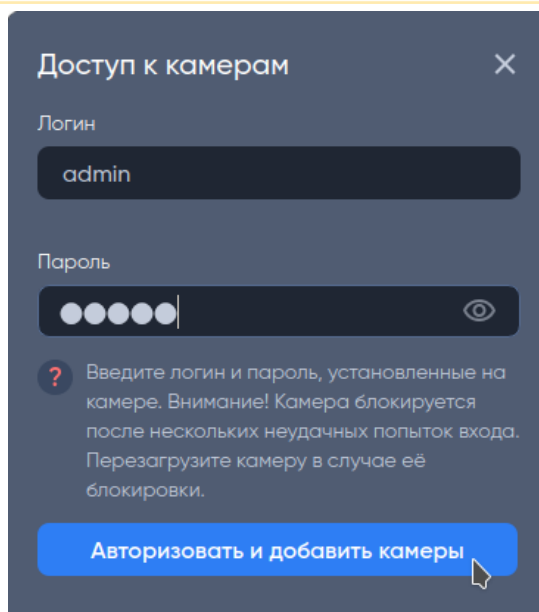 Доступ к камерам
Логин
admin
Пароль
●●●●●
? Введите логин и пароль, установленные на
камере. Внимание! Камера блокируется
после нескольких неудачных попыток входа.
Перезагрузите камеру в случае её
блокировки.
Авторизовать и добавить камеры